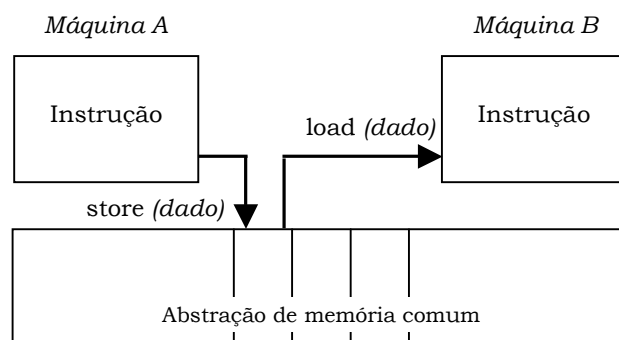 Máquina A
Máquina B
Instrução
Instrução
load (dado)
store (dado)
Abstração de memória comum